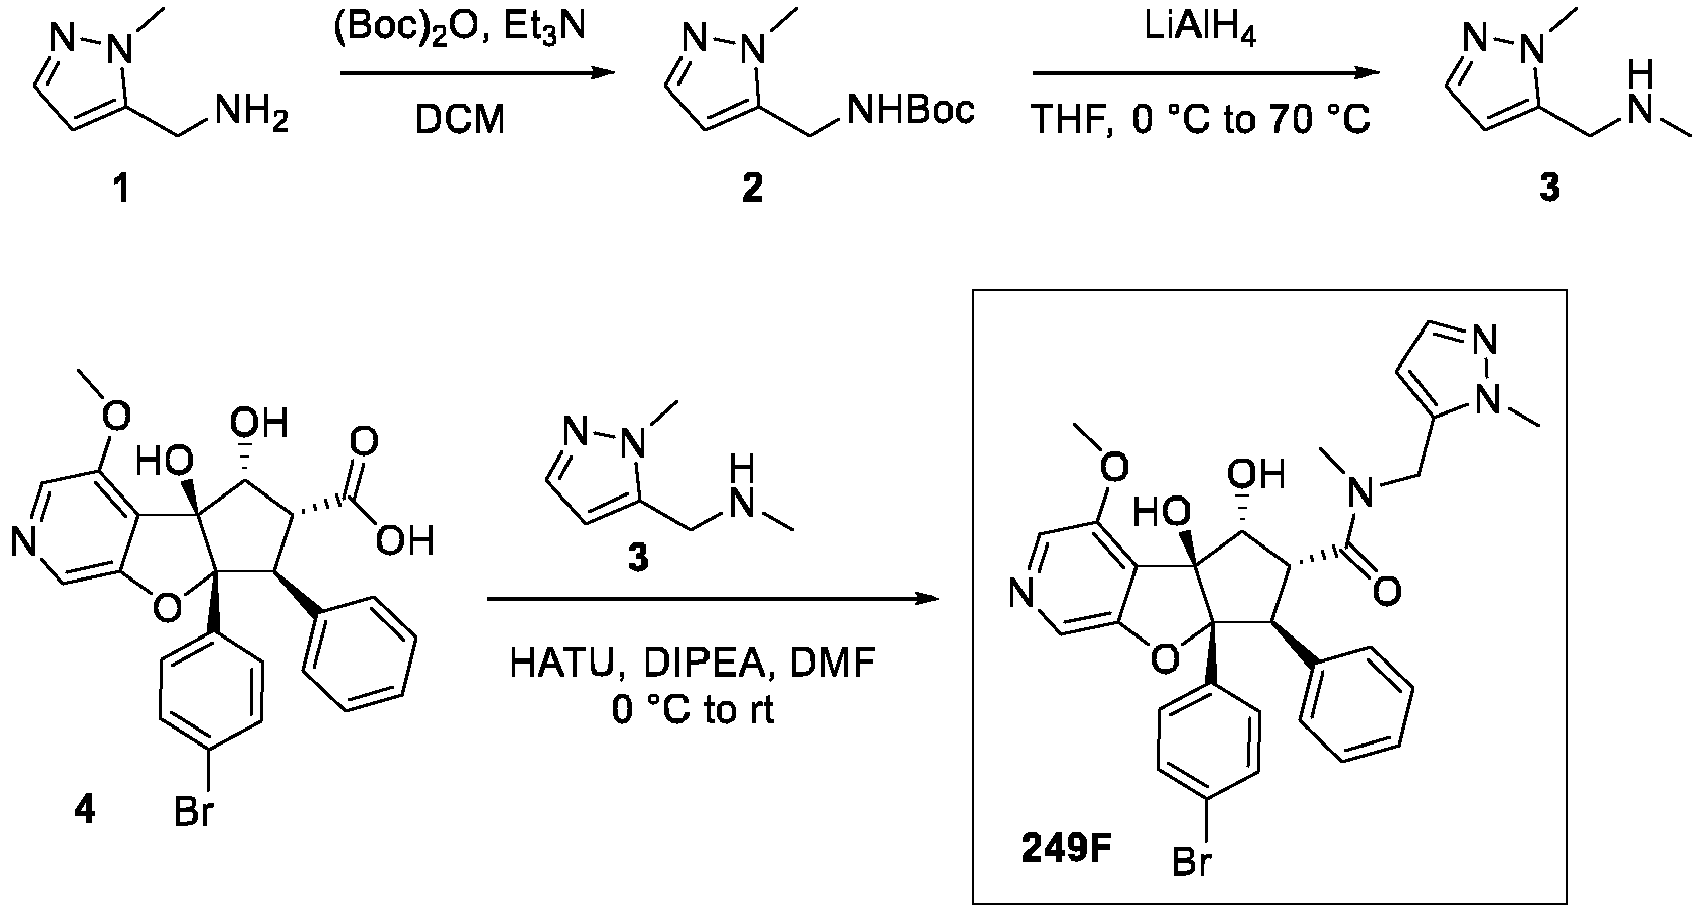 (Boc)2O, Et3N
DCM
LiAlH4
THF, 0 °C to 70 °C
N
N
NH2
1
N
N
NHBoc
2
N
N
H
N
3
O
HO
OH
O
OH
N
O
Br
4
N
N
H
N
3
HATU, DIPEA, DMF
0 °C to rt
N
N
N
O
OH
HO
O
N
O
Br
249F